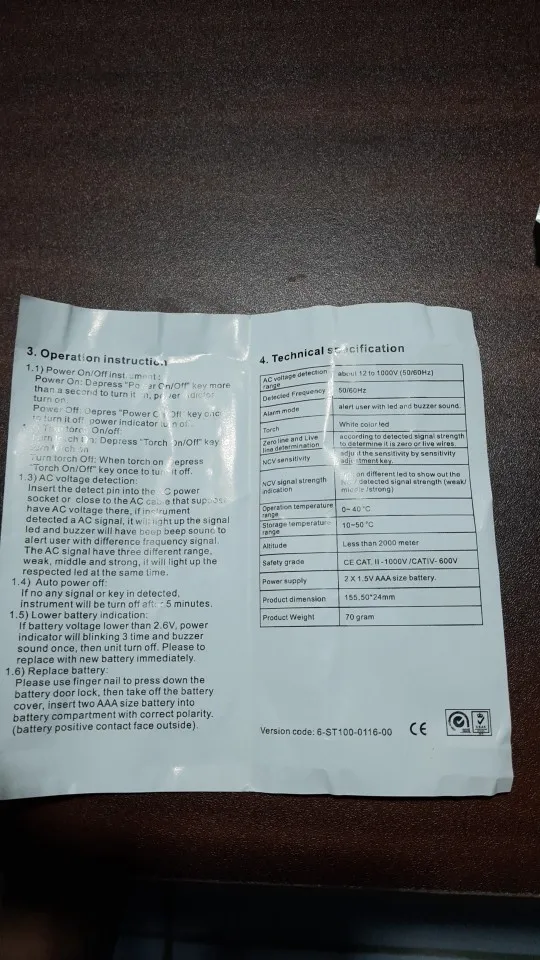 3. Operation
1.1) Power On/Off
Power On: Depress "Power On/Off" key more
than a second to turn it
turn on.
Power Off: Depres "Power Off" key once
to turn it off, power indicator
On/off:
Depress "Torch On/Off" key
Turn torch Off: When torch on,
"Torch On/Off" key once to turn it off.
1.3) AC voltage detection:
Insert the detect pin into the AC power
socket or close to the AC cable that
have AC voltage there, if instrument
detected a AC signal, it will light up the signal
led and buzzer will have beep beep sound to
alert user with difference frequency signal.
The AC signal have three different range,
weak, middle and strong, it will light up the
respected led at the same time.
1.4) Auto power off:
If no any signal or key in detected,
instrument will be turn off after 5 minutes.
1.5) Lower battery indication:
If battery voltage lower than 2.6V, power
indicator will blinking 3 time and buzzer
sound once, then unit turn off. Please to
replace with new battery immediately.
1.6) Replace battery:
Please use finger nail to press down the
battery door lock, then take off the battery
cover, insert two AAA size battery into
battery compartment with correct polarity.
(battery positive contact face outside).
4. Technical specification
AC voltage detection range about 12 to 1000V (50/60Hz)
Detected Frequency 50/60Hz
Alarm mode alert user with led and buzzer sound.
Torch White color led
Zero line and Live line determination according to detected signal strength to determine it is zero or live wires.
NCV sensitivity adjust the sensitivity by sensitivity adjustment key.
NCV signal strength indication on different led to show out the detected signal strength (weak/ middle/strong)
Operation temperature range 0~ 40 °C
Storage temperature range 10~50 °C
Altitude Less than 2000 meter
Safety grade CE CAT. II -1000V /CATIV- 600V
Power supply 2 X 1.5V AAA size battery.
Product dimension 155.50*24mm
Product Weight 70 gram
Version code: 6-ST100-0116-00 CE